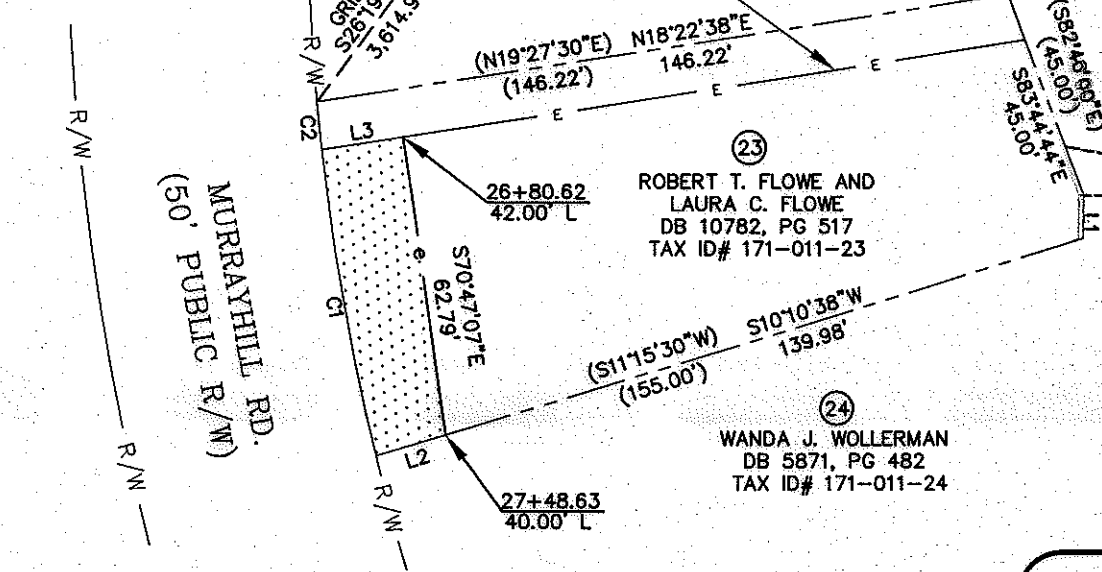 GRI
S26°19
3,614.9
R/W
(N19°27'30"E) N18°22'38"E
(146.22') 146.22'
E
E
E
(S82°46'00"E)
(45.00')
S83°44'44"E
45.00'
C2
L3
R/W
MURRAYHILL RD.
(50' PUBLIC R/W)
26+80.62
42.00' L
23
ROBERT T. FLOWE AND
LAURA C. FLOWE
DB 10782, PG 517
TAX ID# 171-011-23
L1
e
S70°47'07"E
62.79'
C1
(S11°15'30"W) S10°10'38"W
(155.00') 139.98'
24
WANDA J. WOLLERMAN
DB 5871, PG 482
TAX ID# 171-011-24
L2
R/W
R/W
27+48.63
40.00' L